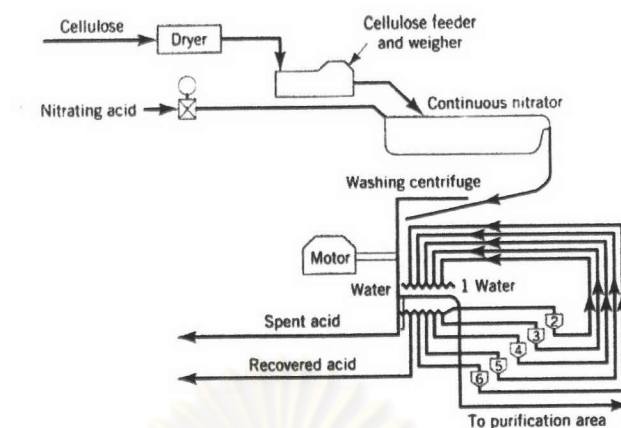 Cellulose
Dryer
Cellulose feeder
and weigher
Nitrating acid
Continuous nitrator
Washing centrifuge
Motor
Water
1 Water
Spent acid
Recovered acid
2
3
4
5
6
To purification area